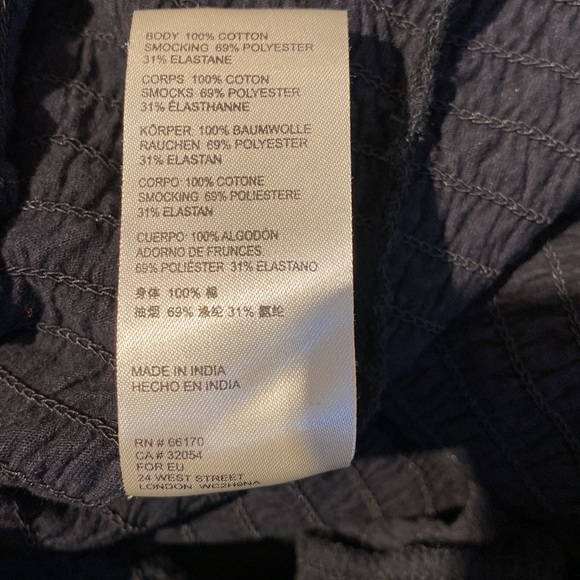 BODY 100% COTTON
SMOCKING 69% POLYESTER
31% ELASTANE
CORPS 100% COTON
SMOCKS 69% POLYESTER
31% ÉLASTHANNE
KÖRPER: 100% BAUMWOLLE
RAUCHEN: 69% POLYESTER
31% ELASTAN
CORPO: 100% COTONE
SMOCKING 69% POLIESTERE
31% ELASTAN
CUERPO: 100% ALGODÓN
ADORNO DE FRUNCES:
69% POLIÉSTER 31% ELASTANO
身体 100% 棉
抽烟 69% 涤纶 31% 氨纶
MADE IN INDIA
HECHO EN INDIA
RN # 66170
CA # 32054
FOR EU
24 WEST STREET
LONDON WC2H9NA